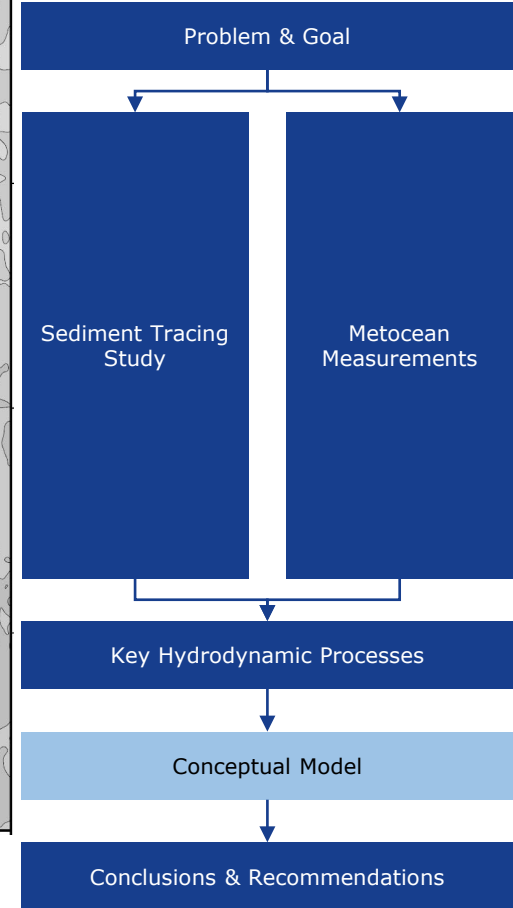 Problem & Goal
Sediment Tracing
Study
Metocean
Measurements
Key Hydrodynamic Processes
Conceptual Model
Conclusions & Recommendations